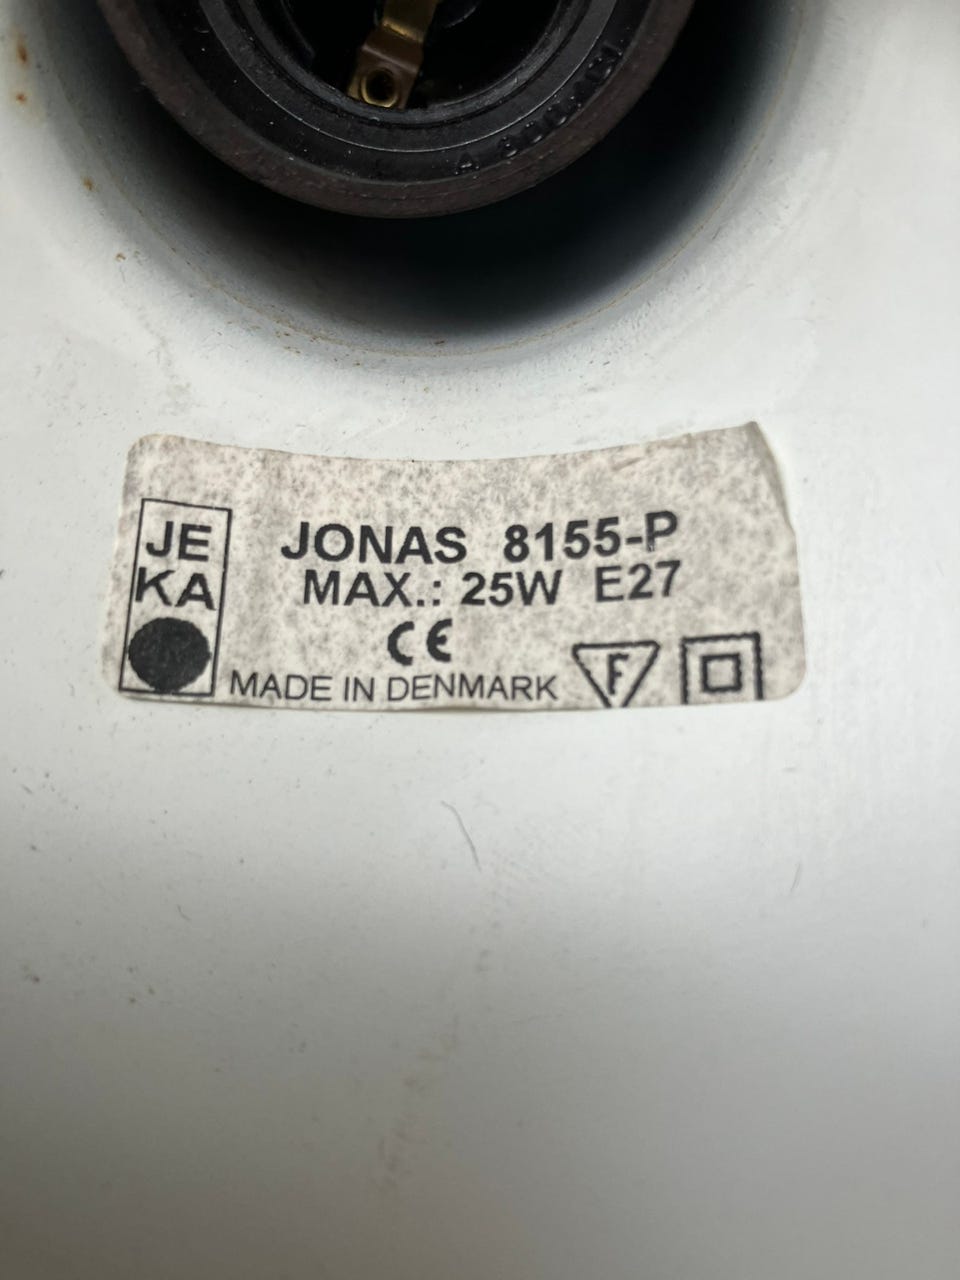 JE
KA
JONAS 8155-P
MAX.: 25W E27
CE
MADE IN DENMARK
F